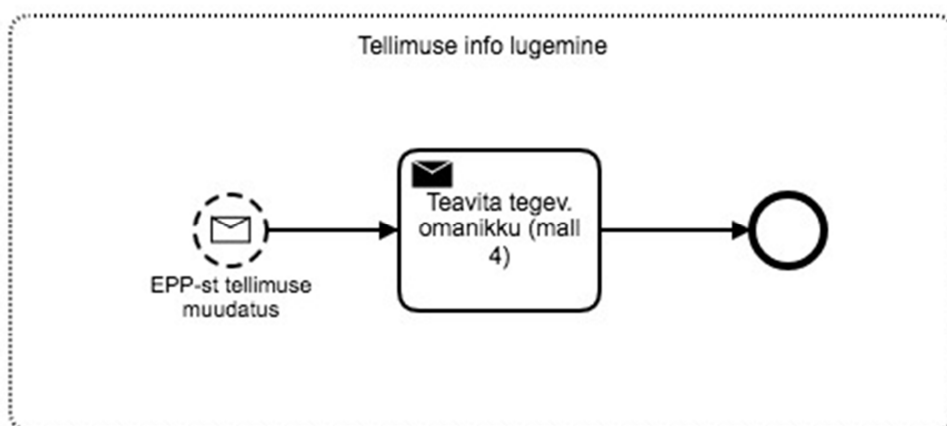 Tellimuse info lugemine
Teavita tegev.
omanikku (mall
4)
EPP-st tellimuse
muudatus